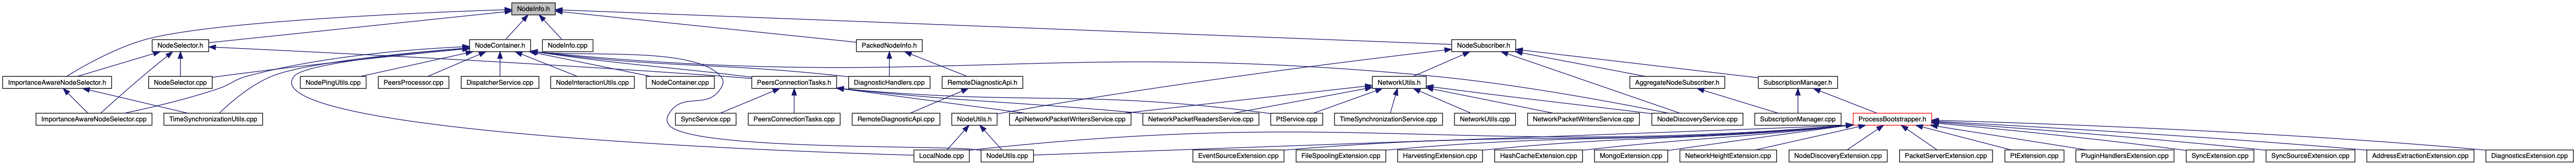 NodeInfo.h
NodeSelector.h
NodeContainer.h
NodeInfo.cpp
PackedNodeInfo.h
NodeSubscriber.h
ImportanceAwareNodeSelector.h
NodeSelector.cpp
NodePingUtils.cpp
PeersProcessor.cpp
DispatcherService.cpp
NodeInteractionUtils.cpp
NodeContainer.cpp
PeersConnectionTasks.h
DiagnosticHandlers.cpp
RemoteDiagnosticApi.h
NetworkUtils.h
AggregateNodeSubscriber.h
SubscriptionManager.h
ImportanceAwareNodeSelector.cpp
TimeSynchronizationUtils.cpp
SyncService.cpp
PeersConnectionTasks.cpp
RemoteDiagnosticApi.cpp
NodeUtils.h
ApiNetworkPacketWritersService.cpp
NetworkPacketReadersService.cpp
PtService.cpp
TimeSynchronizationService.cpp
NetworkUtils.cpp
NetworkPacketWritersService.cpp
NodeDiscoveryService.cpp
SubscriptionManager.cpp
ProcessBootstrapper.h
LocalNode.cpp
NodeUtils.cpp
EventSourceExtension.cpp
FileSpoolingExtension.cpp
HarvestingExtension.cpp
HashCacheExtension.cpp
MongoExtension.cpp
NetworkHeightExtension.cpp
NodeDiscoveryExtension.cpp
PacketServerExtension.cpp
PtExtension.cpp
PluginHandlersExtension.cpp
SyncExtension.cpp
SyncSourceExtension.cpp
AddressExtractionExtension.cpp
DiagnosticsExtension.cpp